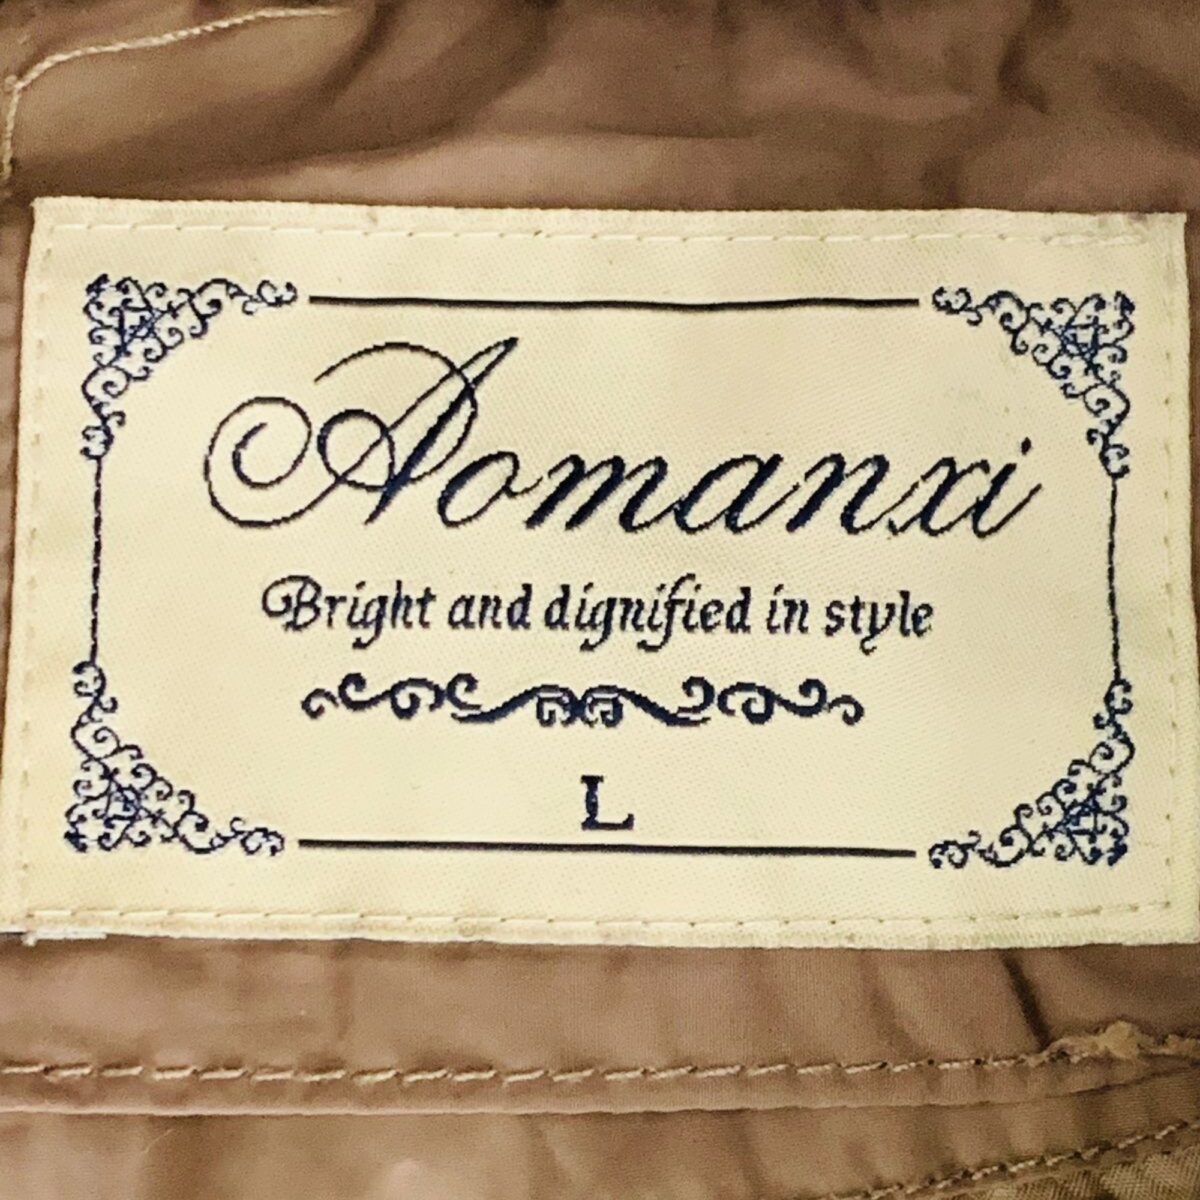 Aomanxi
Bright and dignified in style
L